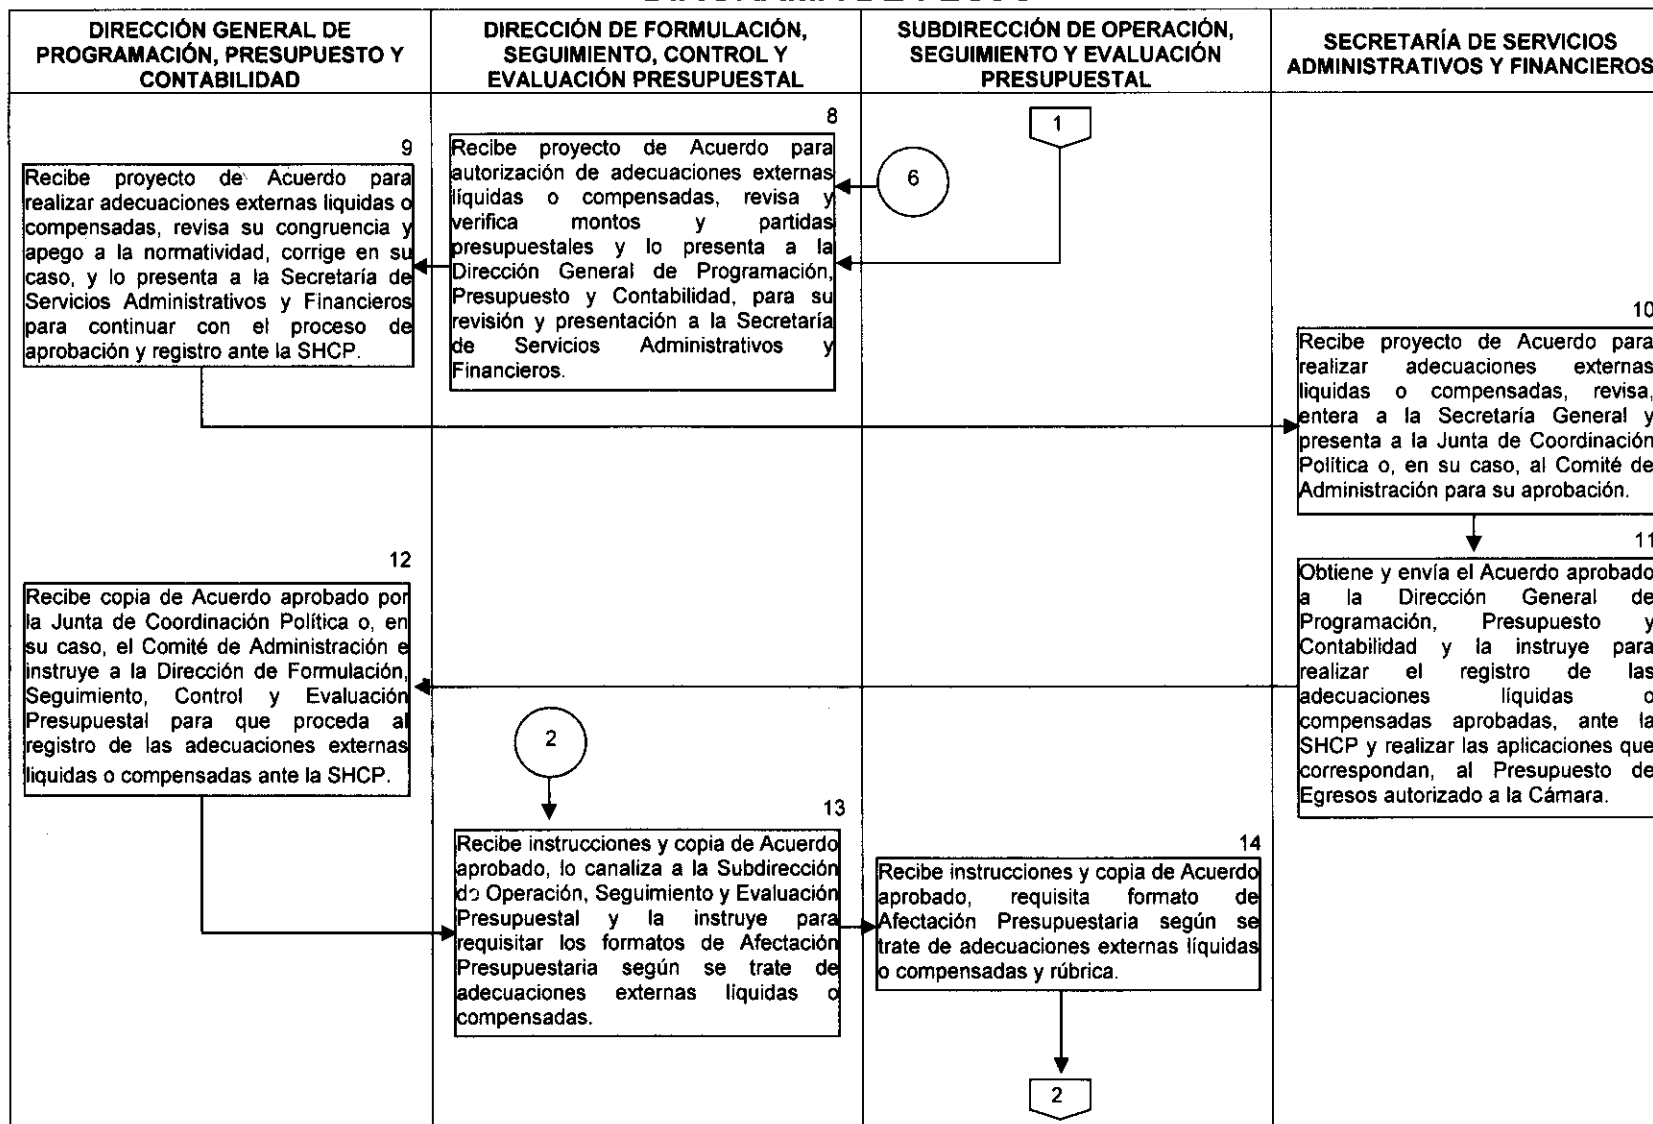 DIRECCIÓN GENERAL DE
PROGRAMACIÓN, PRESUPUESTO Y
CONTABILIDAD
DIRECCIÓN DE FORMULACIÓN,
SEGUIMIENTO, CONTROL Y
EVALUACIÓN PRESUPUESTAL
SUBDIRECCIÓN DE OPERACIÓN,
SEGUIMIENTO Y EVALUACIÓN
PRESUPUESTAL
SECRETARÍA DE SERVICIOS
ADMINISTRATIVOS Y FINANCIEROS
1
8
Recibe proyecto de Acuerdo para
autorización de adecuaciones externas
líquidas o compensadas, revisa y
verifica montos y partidas
presupuestales y lo presenta a la
Dirección General de Programación,
Presupuesto y Contabilidad, para su
revisión y presentación a la Secretaría
de Servicios Administrativos y
Financieros.
6
9
Recibe proyecto de Acuerdo para
realizar adecuaciones externas liquidas o
compensadas, revisa su congruencia y
apego a la normatividad, corrige en su
caso, y lo presenta a la Secretaría de
Servicios Administrativos y Financieros
para continuar con el proceso de
aprobación y registro ante la SHCP.
10
Recibe proyecto de Acuerdo para
realizar adecuaciones externas
liquidas o compensadas, revisa,
entera a la Secretaría General y
presenta a la Junta de Coordinación
Política o, en su caso, al Comité de
Administración para su aprobación.
11
Obtiene y envía el Acuerdo aprobado
a la Dirección General de
Programación, Presupuesto y
Contabilidad y la instruye para
realizar el registro de las
adecuaciones líquidas o
compensadas aprobadas, ante la
SHCP y realizar las aplicaciones que
correspondan, al Presupuesto de
Egresos autorizado a la Cámara.
12
Recibe copia de Acuerdo aprobado por
la Junta de Coordinación Política o, en
su caso, el Comité de Administración e
instruye a la Dirección de Formulación,
Seguimiento, Control y Evaluación
Presupuestal para que proceda al
registro de las adecuaciones externas
liquidas o compensadas ante la SHCP.
2
13
Recibe instrucciones y copia de Acuerdo
aprobado, lo canaliza a la Subdirección
de Operación, Seguimiento y Evaluación
Presupuestal y la instruye para
requisitar los formatos de Afectación
Presupuestaria según se trate de
adecuaciones externas líquidas o
compensadas.
14
Recibe instrucciones y copia de Acuerdo
aprobado, requisita formato de
Afectación Presupuestaria según se
trate de adecuaciones externas líquidas
o compensadas y rúbrica.
2